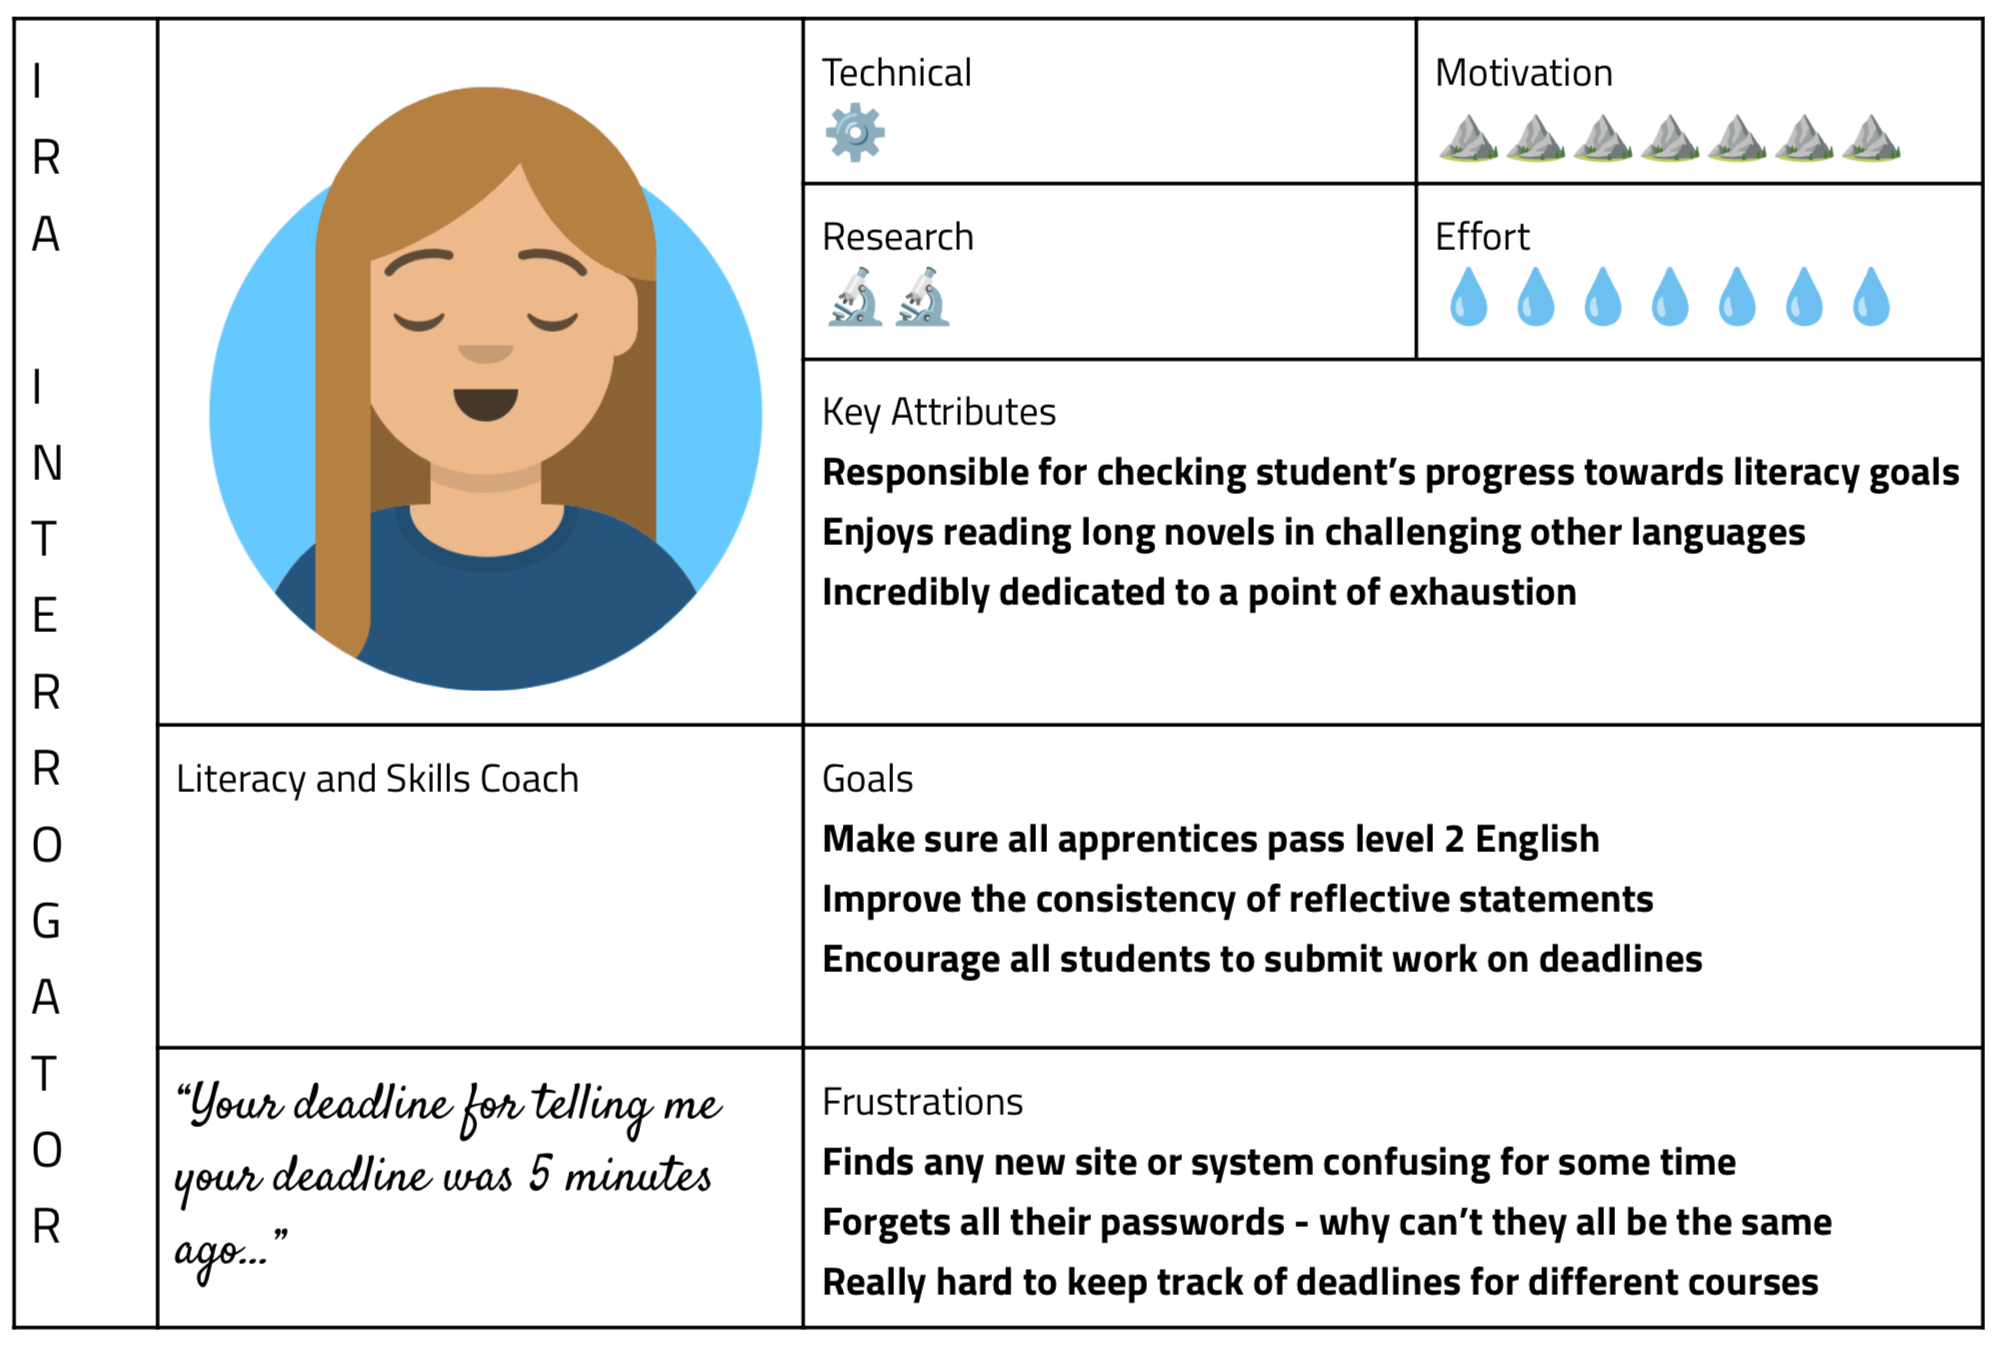 IRA INTERROGATOR
Technical
Motivation
Research
Effort
Key Attributes
Responsible for checking student’s progress towards literacy goals
Enjoys reading long novels in challenging other languages
Incredibly dedicated to a point of exhaustion
Literacy and Skills Coach
Goals
Make sure all apprentices pass level 2 English
Improve the consistency of reflective statements
Encourage all students to submit work on deadlines
“Your deadline for telling me
your deadline was 5 minutes
ago...”
Frustrations
Finds any new site or system confusing for some time
Forgets all their passwords - why can’t they all be the same
Really hard to keep track of deadlines for different courses